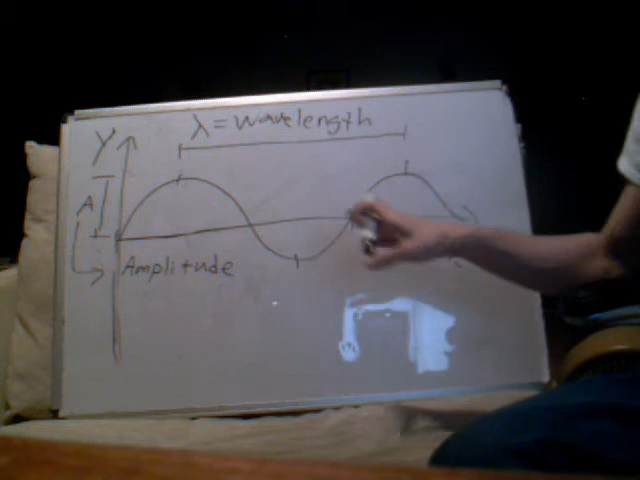 λ = wavelength
Y
A
Amplitude